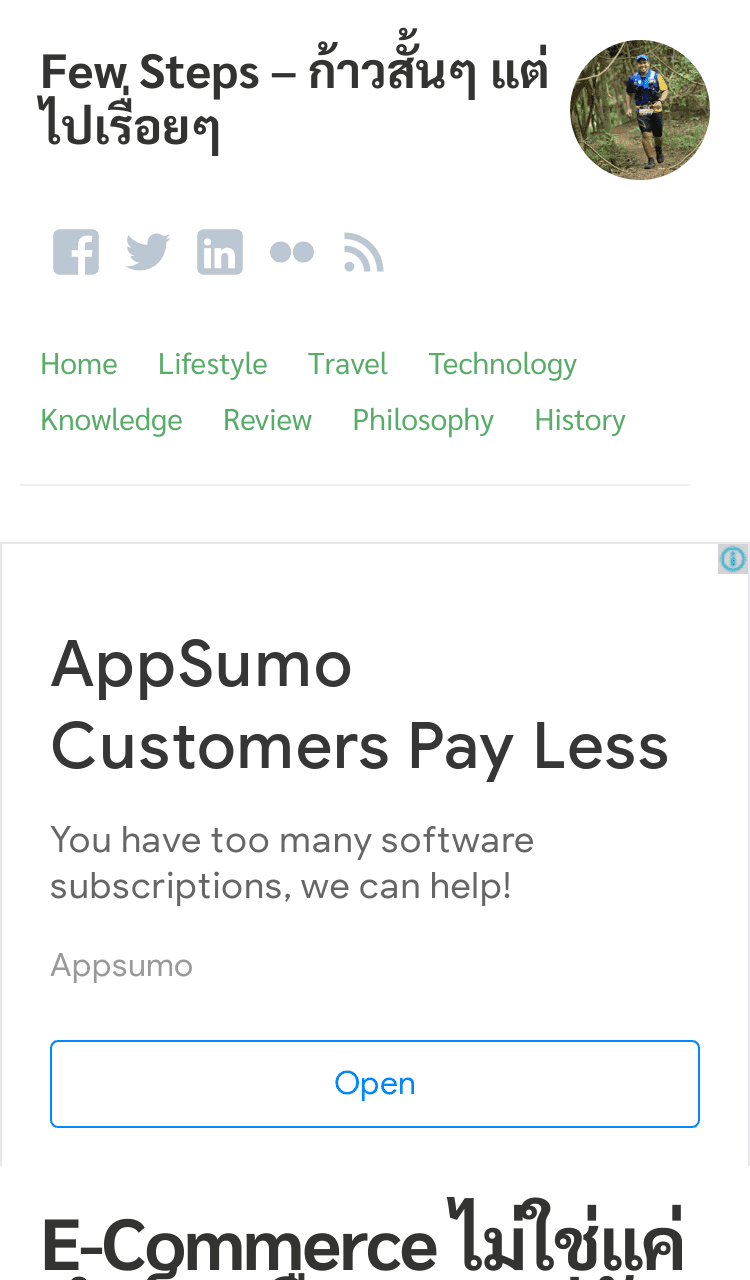 Few Steps – ก้าวสั้นๆ แต่
ไปเรื่อยๆ
Home Lifestyle Travel Technology
Knowledge Review Philosophy History
AppSumo
Customers Pay Less
You have too many software
subscriptions, we can help!
Appsumo
Open
E-Commerce ไม่ใช่แค่